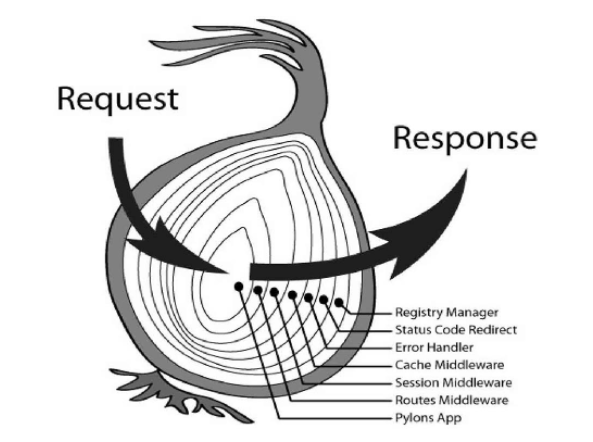 Request
Response
Registry Manager
Status Code Redirect
Error Handler
Cache Middleware
Session Middleware
Routes Middleware
Pylons App